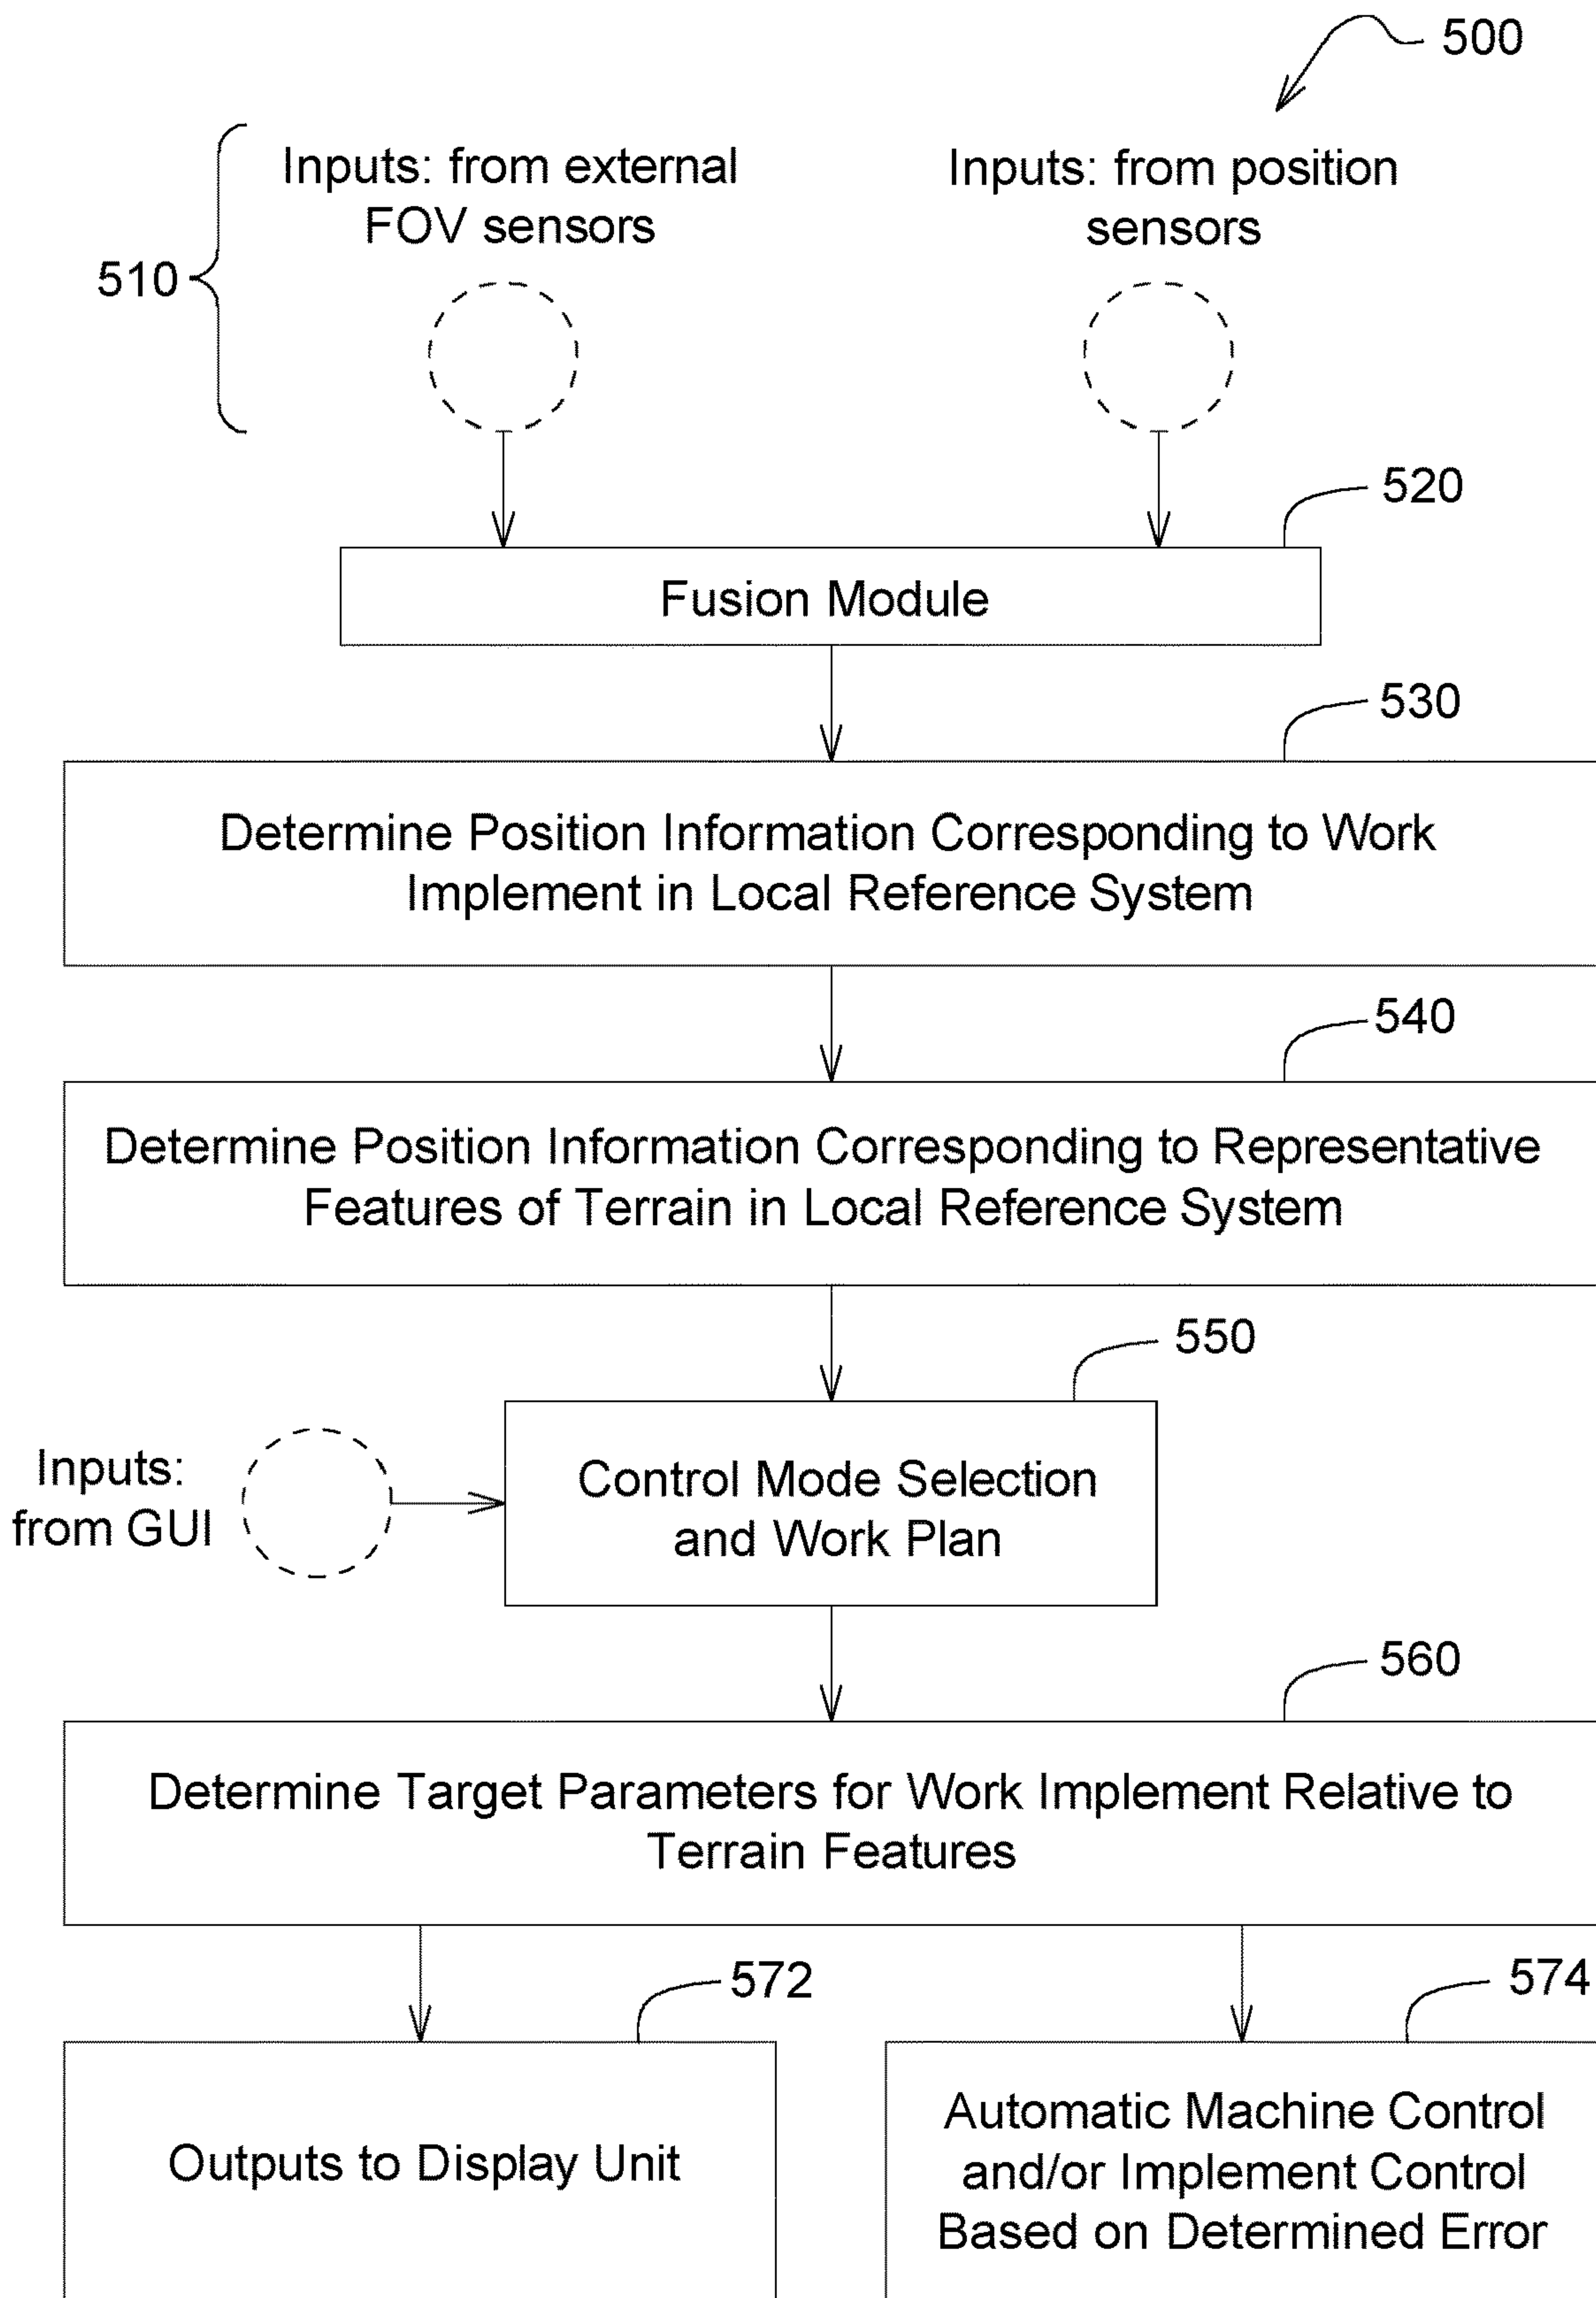 500
Inputs: from external
FOV sensors
Inputs: from position
sensors
510
520
Fusion Module
530
Determine Position Information Corresponding to Work
Implement in Local Reference System
540
Determine Position Information Corresponding to Representative
Features of Terrain in Local Reference System
550
Inputs:
from GUI
Control Mode Selection
and Work Plan
560
Determine Target Parameters for Work Implement Relative to
Terrain Features
572
574
Outputs to Display Unit
Automatic Machine Control
and/or Implement Control
Based on Determined Error